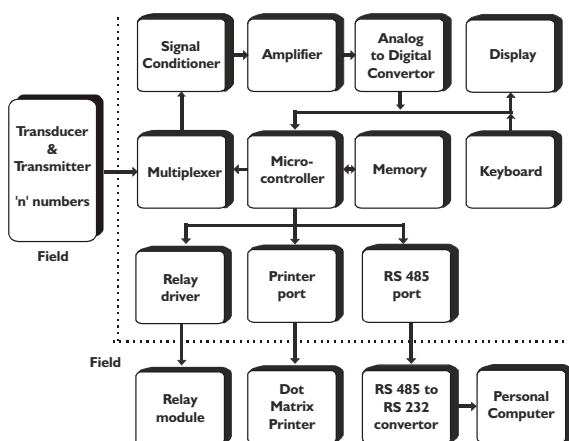 Signal
Conditioner
Amplifier
Analog
to Digital
Convertor
Display
Transducer
&
Transmitter
'n' numbers
Field
Multiplexer
Micro-
controller
Memory
Keyboard
Relay
driver
Printer
port
RS 485
port
Field
Relay
module
Dot
Matrix
Printer
RS 485 to
RS 232
convertor
Personal
Computer